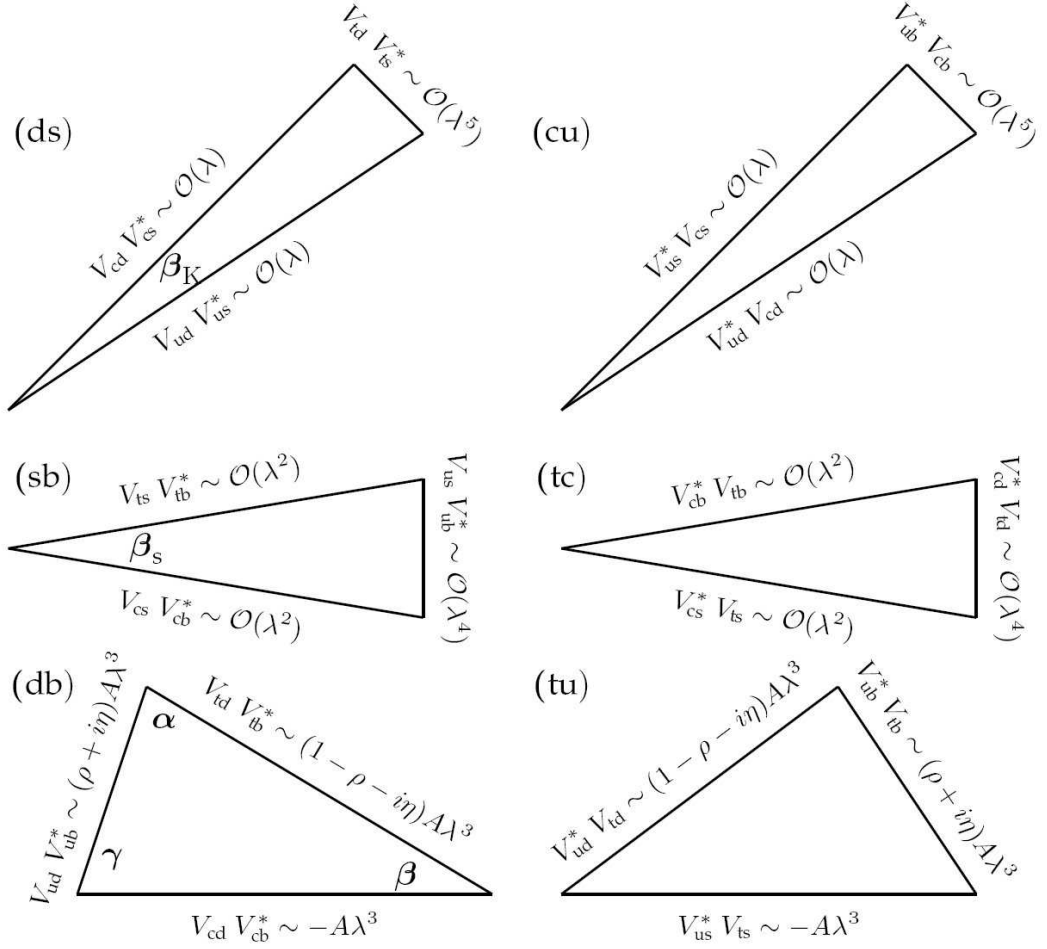 (ds)
V_td V_ts^* ∼ 𝒪(λ^5)
V_cd V_cs^* ∼ 𝒪(λ)
β_K
V_ud V_us^* ∼ 𝒪(λ)
(cu)
V_ub^* V_cb ∼ 𝒪(λ^5)
V_us^* V_cs ∼ 𝒪(λ)
V_ud^* V_cd ∼ 𝒪(λ)
(sb)
V_ts V_tb^* ∼ 𝒪(λ^2)
V_us V_ub^* ∼ 𝒪(λ^4)
β_s
V_cs V_cb^* ∼ 𝒪(λ^2)
(tc)
V_cb^* V_tb ∼ 𝒪(λ^2)
V_cd^* V_td ∼ 𝒪(λ^4)
V_cs^* V_ts ∼ 𝒪(λ^2)
(db)
V_ud V_ub^* ∼ (ρ + iη)Aλ^3
α
V_td V_tb^* ∼ (1 − ρ − iη)Aλ^3
γ
β
V_cd V_cb^* ∼ −Aλ^3
(tu)
V_ud^* V_td ∼ (1 − ρ − iη)Aλ^3
V_ub^* V_tb ∼ (ρ + iη)Aλ^3
V_us^* V_ts ∼ −Aλ^3